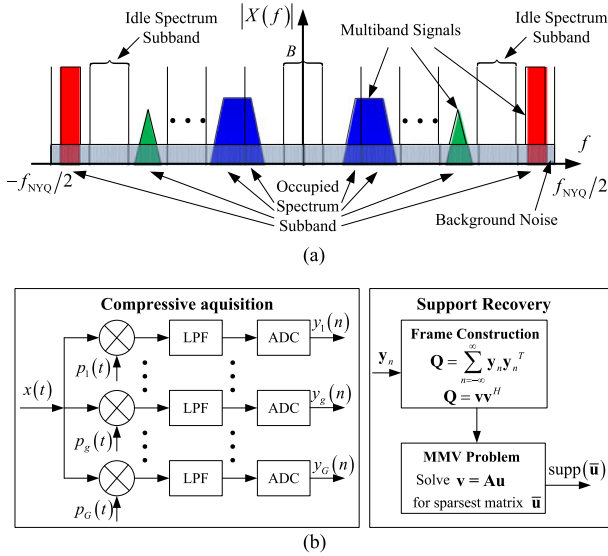 Idle Spectrum
Subband
|X(f)|
B
Multiband Signals
Idle Spectrum
Subband
f
−f_NYQ/2
f_NYQ/2
Occupied
Spectrum
Subband
Background Noise
(a)
Compressive aquisition
x(t)
p_1(t)
LPF
ADC
y_1(n)
p_g(t)
LPF
ADC
y_g(n)
p_G(t)
LPF
ADC
y_G(n)
Support Recovery
y_n
Frame Construction
Q = ∑_{n=-∞}^{∞} y_n y_n^T
Q = vv^H
MMV Problem
Solve v = Au
for sparsest matrix ū
supp(ū)
(b)